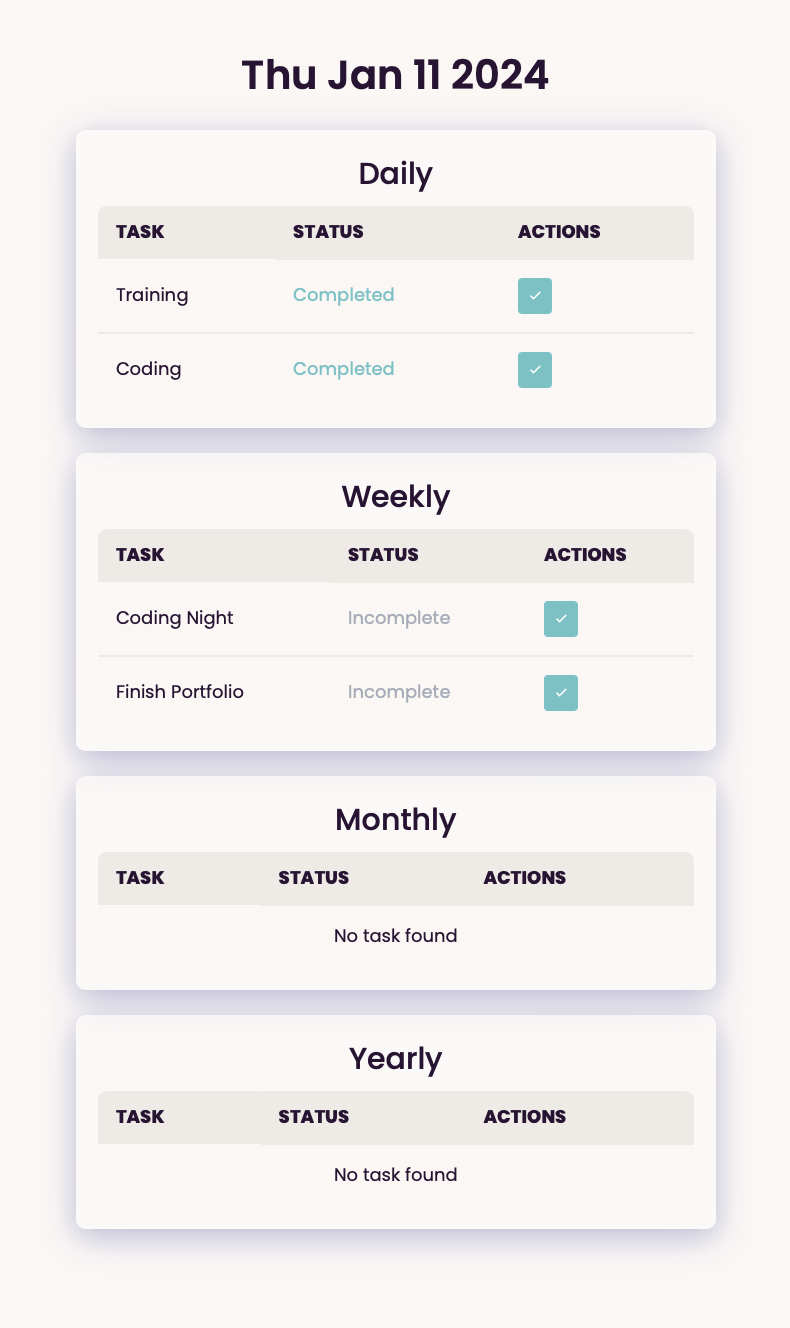 Thu Jan 11 2024
Daily
TASK STATUS ACTIONS
Training Completed
Coding Completed
Weekly
TASK STATUS ACTIONS
Coding Night Incomplete
Finish Portfolio Incomplete
Monthly
TASK STATUS ACTIONS
No task found
Yearly
TASK STATUS ACTIONS
No task found